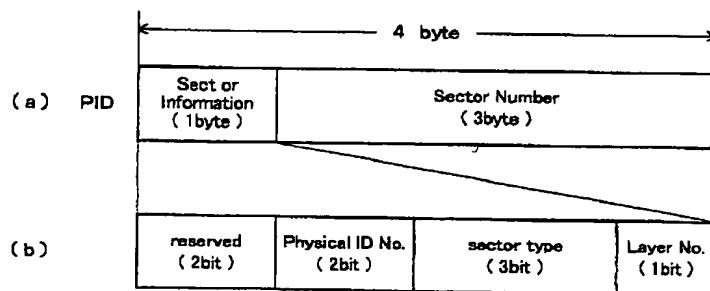 4 byte
(a) PID
Sect or
Information
(1byte)
Sector Number
(3byte)
(b)
reserved
(2bit)
Physical ID No.
(2bit)
sector type
(3bit)
Layer No.
(1bit)